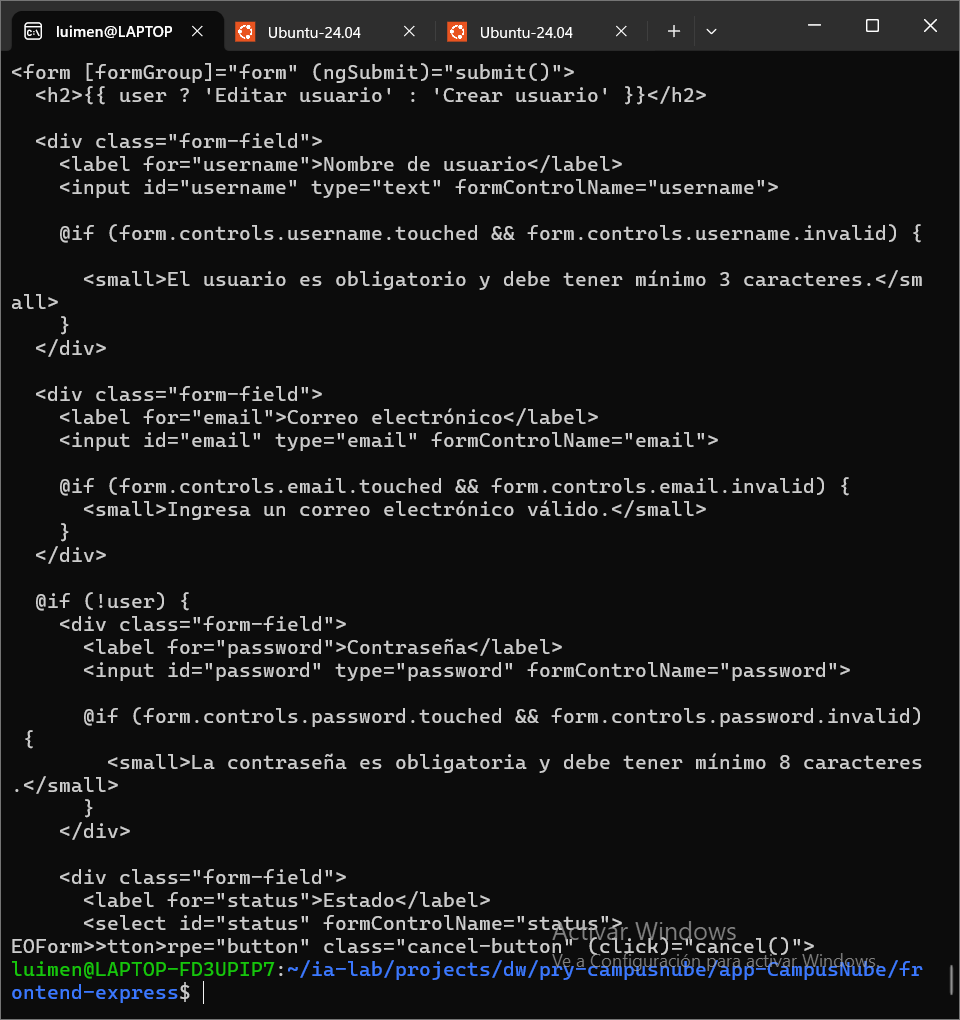 luimen@LAPTOP
Ubuntu-24.04
Ubuntu-24.04
<form [formGroup]="form" (ngSubmit)="submit()">
  <h2>{{ user ? 'Editar usuario' : 'Crear usuario' }}</h2>
  <div class="form-field">
    <label for="username">Nombre de usuario</label>
    <input id="username" type="text" formControlName="username">
    @if (form.controls.username.touched && form.controls.username.invalid) {
      <small>El usuario es obligatorio y debe tener mínimo 3 caracteres.</sm
all>
    }
  </div>
  <div class="form-field">
    <label for="email">Correo electrónico</label>
    <input id="email" type="email" formControlName="email">
    @if (form.controls.email.touched && form.controls.email.invalid) {
      <small>Ingresa un correo electrónico válido.</small>
    }
  </div>
  @if (!user) {
    <div class="form-field">
      <label for="password">Contraseña</label>
      <input id="password" type="password" formControlName="password">
      @if (form.controls.password.touched && form.controls.password.invalid)
 {
        <small>La contraseña es obligatoria y debe tener mínimo 8 caracteres
.</small>
      }
    </div>
    <div class="form-field">
      <label for="status">Estado</label>
      <select id="status" formControlName="status">
EOForm>>tton>rpe="button" class="cancel-button" (click)="cancel()">
luimen@LAPTOP-FD3UPIP7:~/ia-lab/projects/dw/pry-campusnube/app-CampusNube/fr
ontend-express$
Activar Windows
Ve a Configuración para activar Windows.